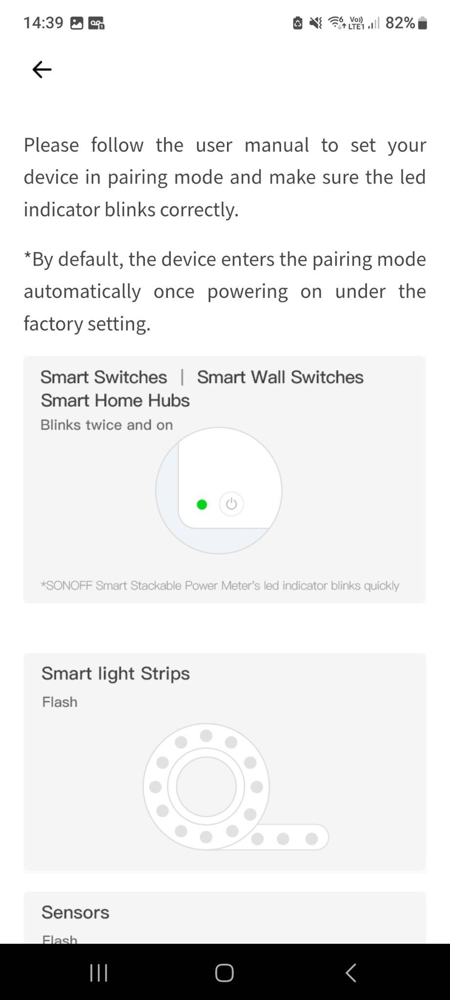 14:39
6 Vo)) LTE1 82%
Please follow the user manual to set your
device in pairing mode and make sure the led
indicator blinks correctly.
*By default, the device enters the pairing mode
automatically once powering on under the
factory setting.
Smart Switches | Smart Wall Switches
Smart Home Hubs
Blinks twice and on
*SONOFF Smart Stackable Power Meter’s led indicator blinks quickly
Smart light Strips
Flash
Sensors
Flash